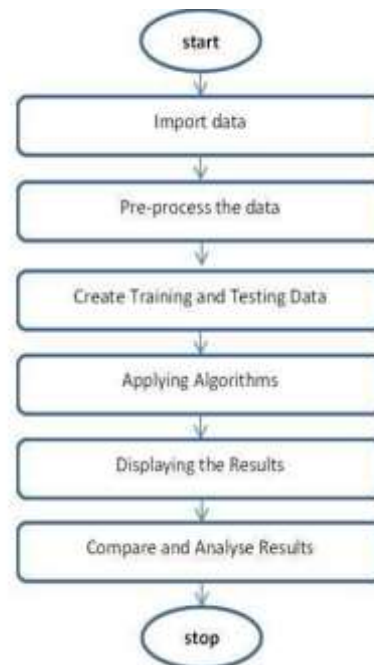 start
Import data
Pre-process the data
Create Training and Testing Data
Applying Algorithms
Displaying the Results
Compare and Analyse Results
stop